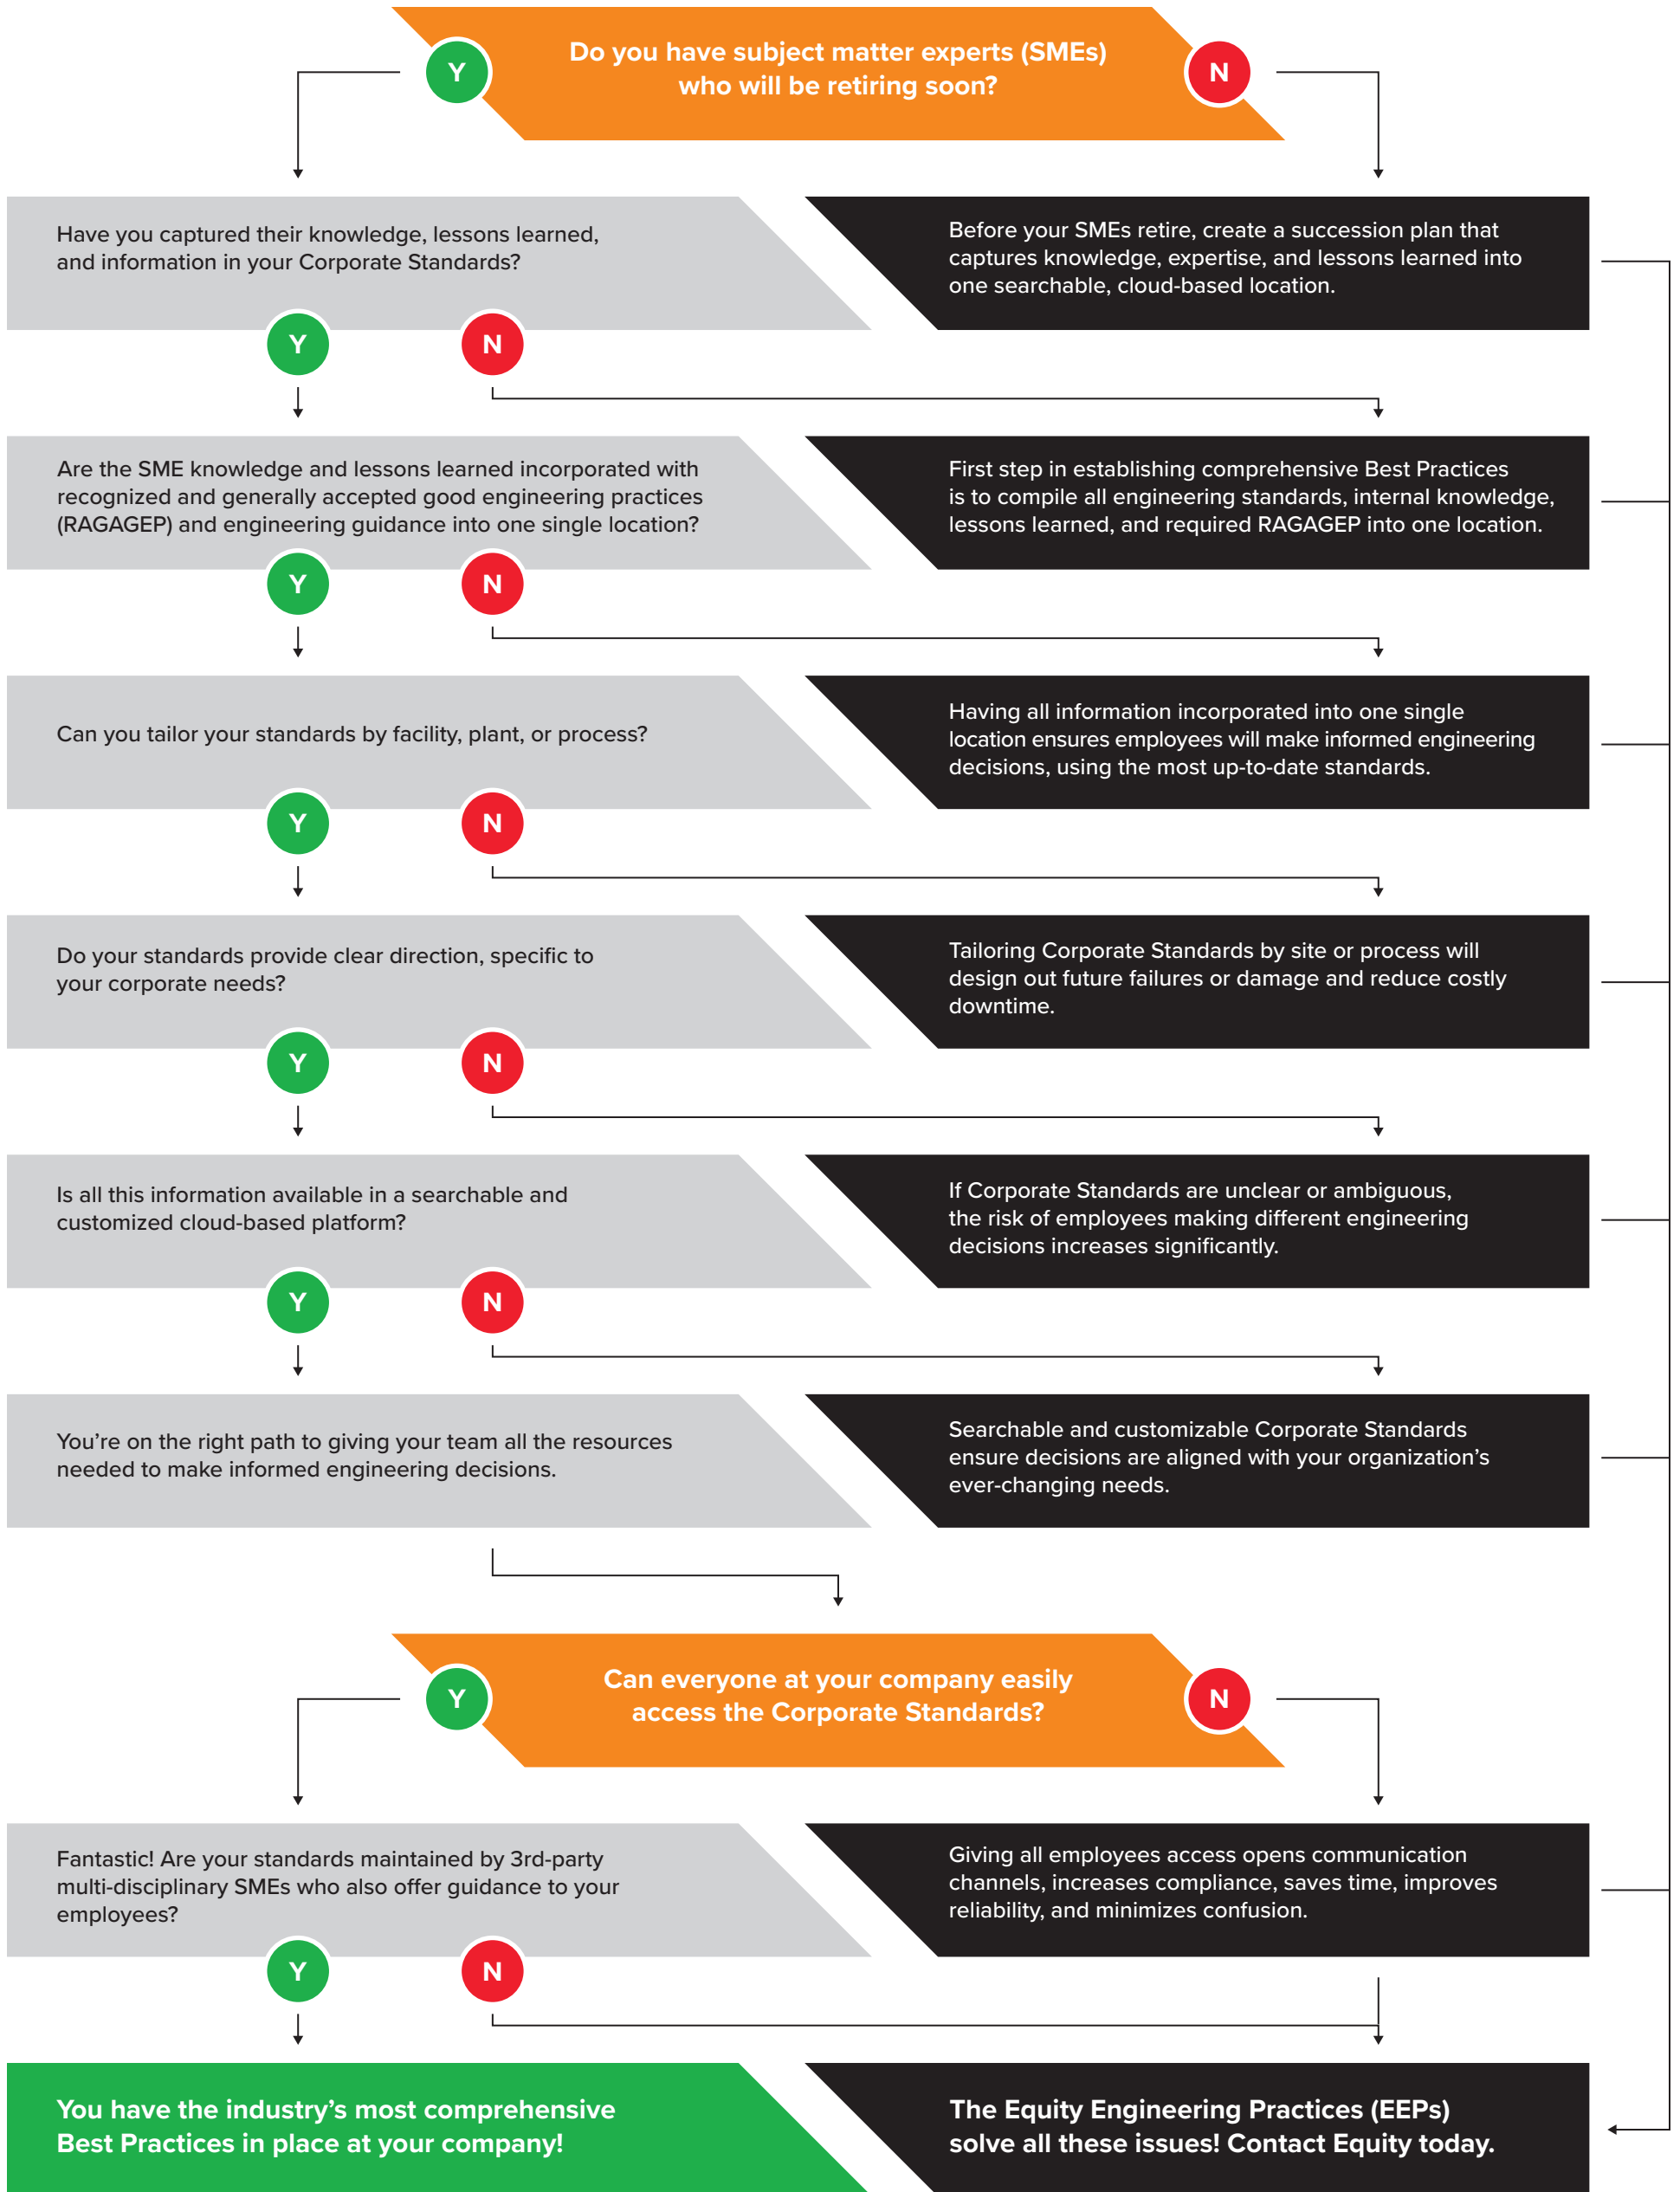 Do you have subject matter experts (SMEs)
who will be retiring soon?
Y
N
Have you captured their knowledge, lessons learned,
and information in your Corporate Standards?
Y
N
Before your SMEs retire, create a succession plan that
captures knowledge, expertise, and lessons learned into
one searchable, cloud-based location.
Are the SME knowledge and lessons learned incorporated with
recognized and generally accepted good engineering practices
(RAGAGEP) and engineering guidance into one single location?
Y
N
First step in establishing comprehensive Best Practices
is to compile all engineering standards, internal knowledge,
lessons learned, and required RAGAGEP into one location.
Can you tailor your standards by facility, plant, or process?
Y
N
Having all information incorporated into one single
location ensures employees will make informed engineering
decisions, using the most up-to-date standards.
Do your standards provide clear direction, specific to
your corporate needs?
Y
N
Tailoring Corporate Standards by site or process will
design out future failures or damage and reduce costly
downtime.
Is all this information available in a searchable and
customized cloud-based platform?
Y
N
If Corporate Standards are unclear or ambiguous,
the risk of employees making different engineering
decisions increases significantly.
You’re on the right path to giving your team all the resources
needed to make informed engineering decisions.
Searchable and customizable Corporate Standards
ensure decisions are aligned with your organization’s
ever-changing needs.
Can everyone at your company easily
access the Corporate Standards?
Y
N
Fantastic! Are your standards maintained by 3rd-party
multi-disciplinary SMEs who also offer guidance to your
employees?
Y
N
Giving all employees access opens communication
channels, increases compliance, saves time, improves
reliability, and minimizes confusion.
You have the industry’s most comprehensive
Best Practices in place at your company!
The Equity Engineering Practices (EEPs)
solve all these issues! Contact Equity today.